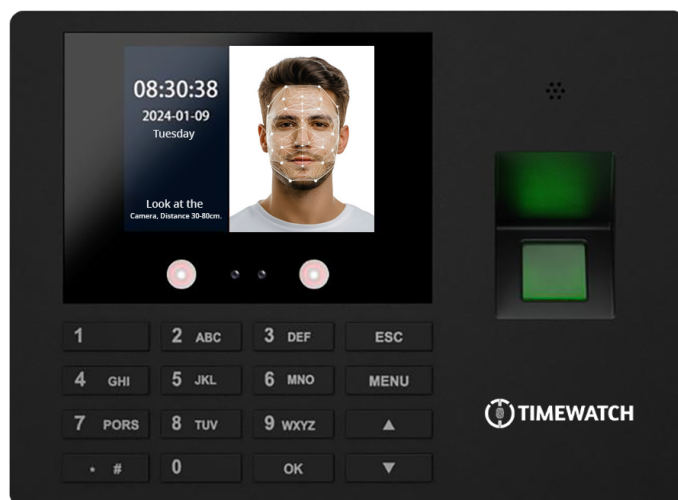 08:30:38
2024-01-09
Tuesday
Look at the
Camera, Distance 30-80cm.
1
2 ABC
3 DEF
ESC
4 GHI
5 JKL
6 MNO
MENU
7 PORS
8 TUV
9 WXYZ
▲
* #
0
OK
▼
TIMEWATCH